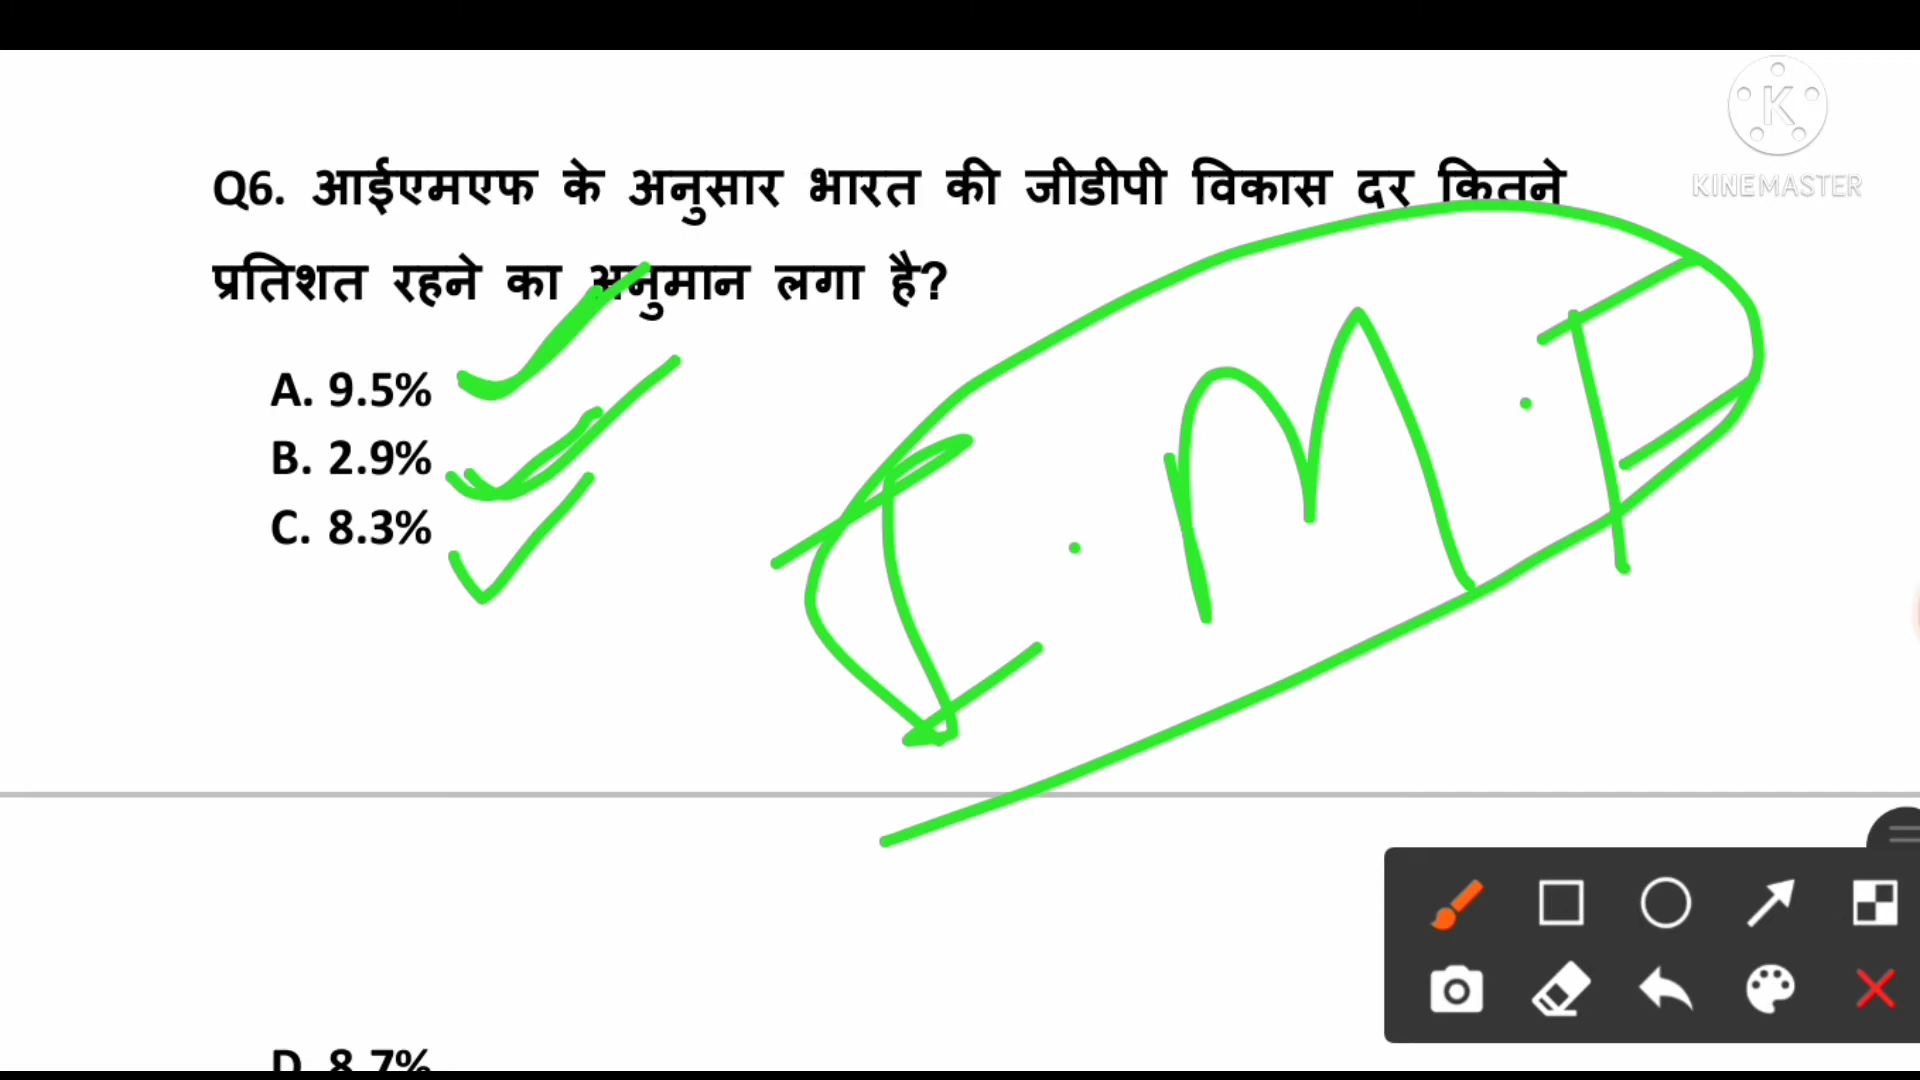 KINEMASTER
Q6. आईएमएफ के अनुसार भारत की जीडीपी विकास दर कितने
प्रतिशत रहने का अनुमान लगा है?
A. 9.5%
B. 2.9%
C. 8.3%
I. M. F
D. 8.7%